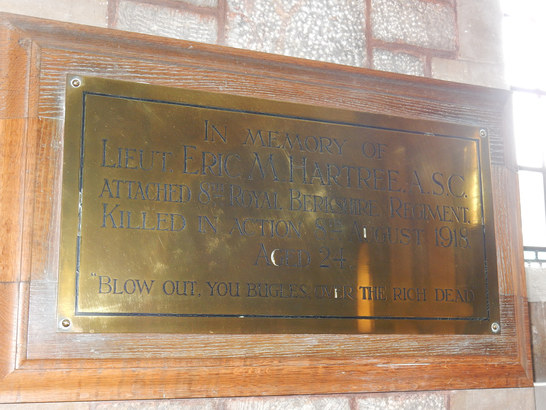 IN MEMORY OF
LIEUT ERIC M. HARTREE, A.S.C.
ATTACHED 8TH ROYAL BERKSHIRE REGIMENT.
KILLED IN ACTION 8TH AUGUST 1918
AGED 24
"BLOW OUT, YOU BUGLES, OVER THE RICH DEAD"